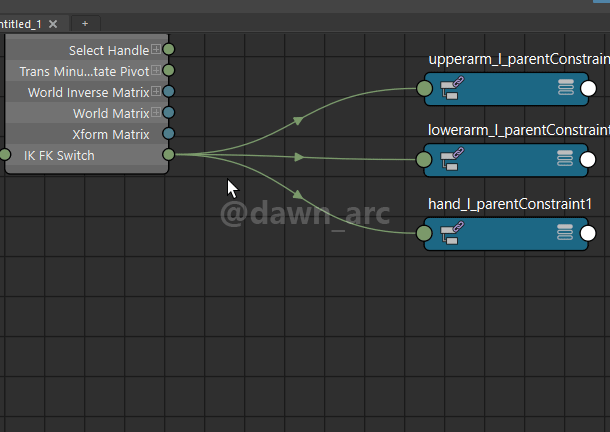 ntitled_1 × +
Select Handle
Trans Minu...tate Pivot
World Inverse Matrix
World Matrix
Xform Matrix
IK FK Switch
upperarm_l_parentConstrain
lowerarm_l_parentConstraint
hand_l_parentConstraint1
@dawn_arc